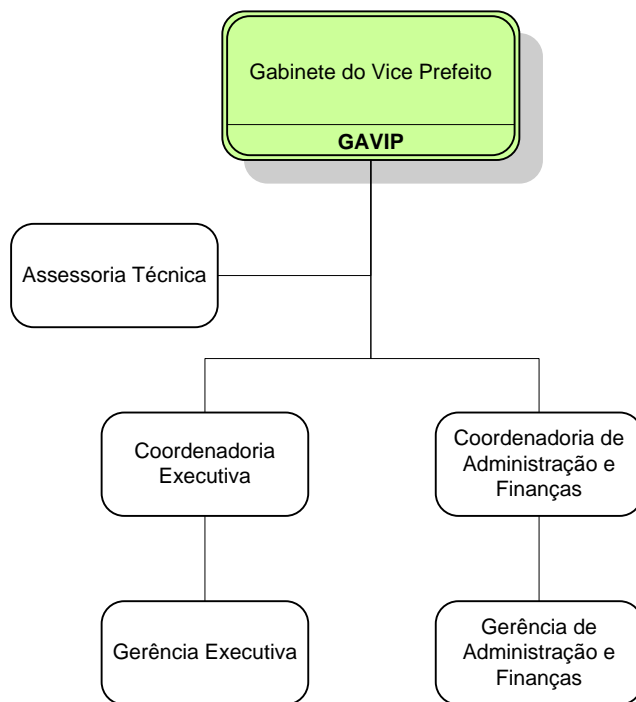 Gabinete do Vice Prefeito
GAVIP
Assessoria Técnica
Coordenadoria
Executiva
Coordenadoria de
Administração e
Finanças
Gerência Executiva
Gerência de
Administração e
Finanças